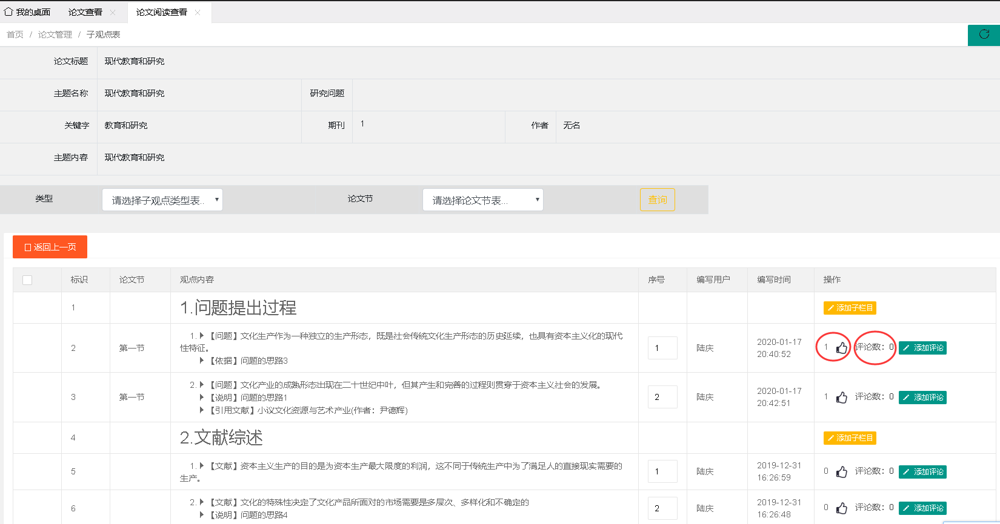 我的桌面 论文查看 论文阅读查看
首页 / 论文管理 / 子观点表
论文标题 现代教育和研究
主题名称 现代教育和研究 研究问题
关键字 教育和研究 期刊 1 作者 无名
主题内容 现代教育和研究
类型 请选择子观点类型表.. 论文节 请选择论文节表... 查询
返回上一页
标识 论文节 观点内容 序号 编写用户 编写时间 操作
1 1.问题提出过程 添加子栏目
1. 【问题】文化生产作为一种独立的生产形态，既是社会传统文化生产形态的历史延续，也具有资本主义化的现代
2 第一节 性特征。 1 陆庆 2020-01-17 20:40:52 1 评论数：0 添加评论
【依据】问题的思路3
2. 【问题】文化产业的成熟形态出现在二十世纪中叶，但其产生和完善的过程则贯穿于资本主义社会的发展。
3 第一节 【说明】问题的思路1 2 陆庆 2020-01-17 20:42:51 1 评论数：0 添加评论
【引用文献】小议文化资源与艺术产业(作者：尹德辉)
4 2.文献综述 添加子栏目
1. 【文献】资本主义生产的目的是为资本生产最大限度的利润，这不同于传统生产中为了满足人的直接现实需要的
5 生产。 1 陆庆 2019-12-31 16:26:59 0 评论数：0 添加评论
2. 【文献】文化的特殊性决定了文化产品所面对的市场需要是多层次、多样化和不确定的
6 【说明】问题的思路4 2 陆庆 2019-12-31 16:26:48 0 评论数：0 添加评论